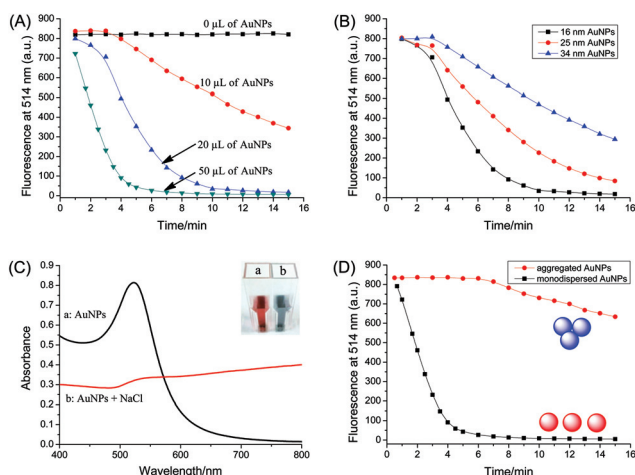 (A)
0 μL of AuNPs
10 μL of AuNPs
20 μL of AuNPs
50 μL of AuNPs
Fluorescence at 514 nm (a.u.)
900
800
700
600
500
400
300
200
100
0
0 2 4 6 8 10 12 14 16
Time/min
(B)
16 nm AuNPs
25 nm AuNPs
34 nm AuNPs
Fluorescence at 514 nm (a.u.)
900
800
700
600
500
400
300
200
100
0
0 2 4 6 8 10 12 14 16
Time/min
(C)
a b
a: AuNPs
b: AuNPs + NaCl
Absorbance
0.9
0.8
0.7
0.6
0.5
0.4
0.3
0.2
0.1
0.0
400 500 600 700 800
Wavelength/nm
(D)
aggregated AuNPs
monodispersed AuNPs
Fluorescence at 514 nm (a.u.)
900
800
700
600
500
400
300
200
100
0
0 2 4 6 8 10 12 14 16
Time/min